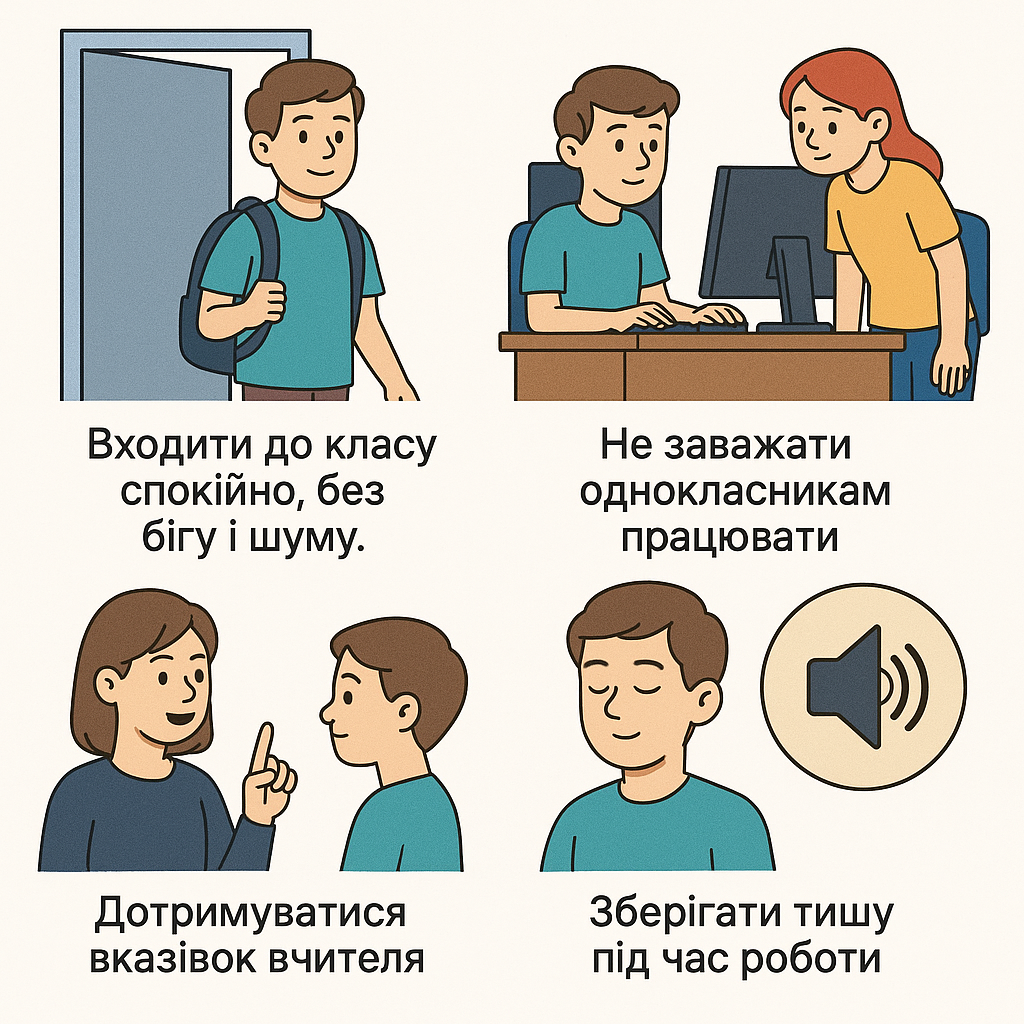 Входити до класу
спокійно, без
бігу і шуму.
Не заважати
однокласникам
працювати
Дотримуватися
вказівок вчителя
Зберігати тишу
під час роботи